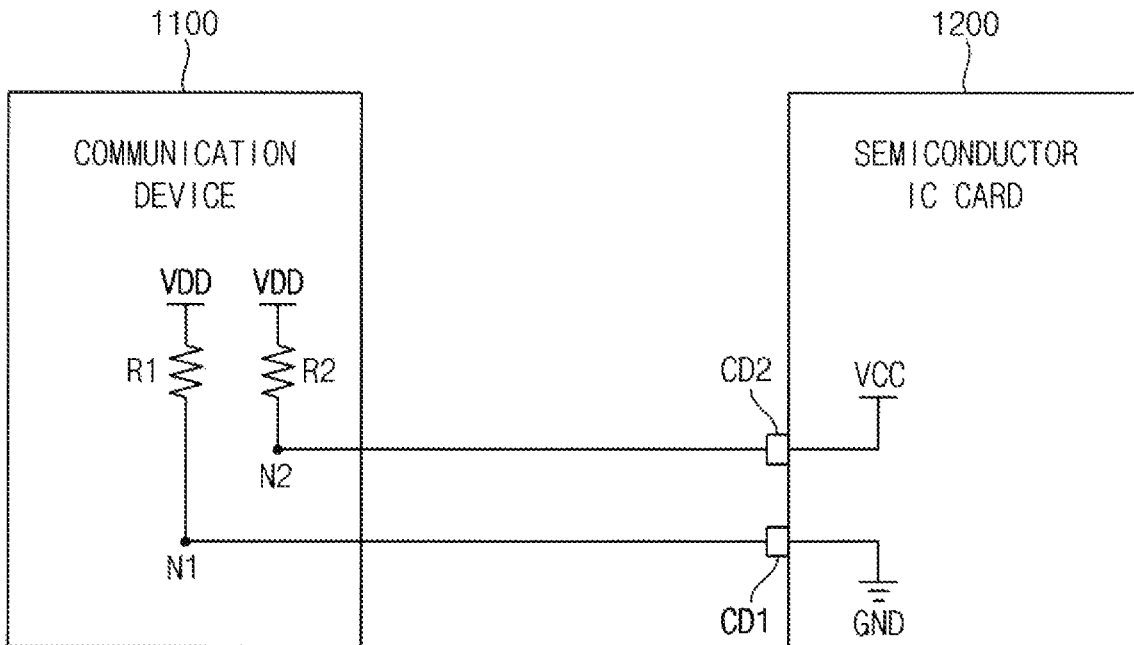 1100
1200
COMMUNICATION
DEVICE
SEMICONDUCTOR
IC CARD
VDD
VDD
R1
R2
CD2
VCC
N2
N1
CD1
GND